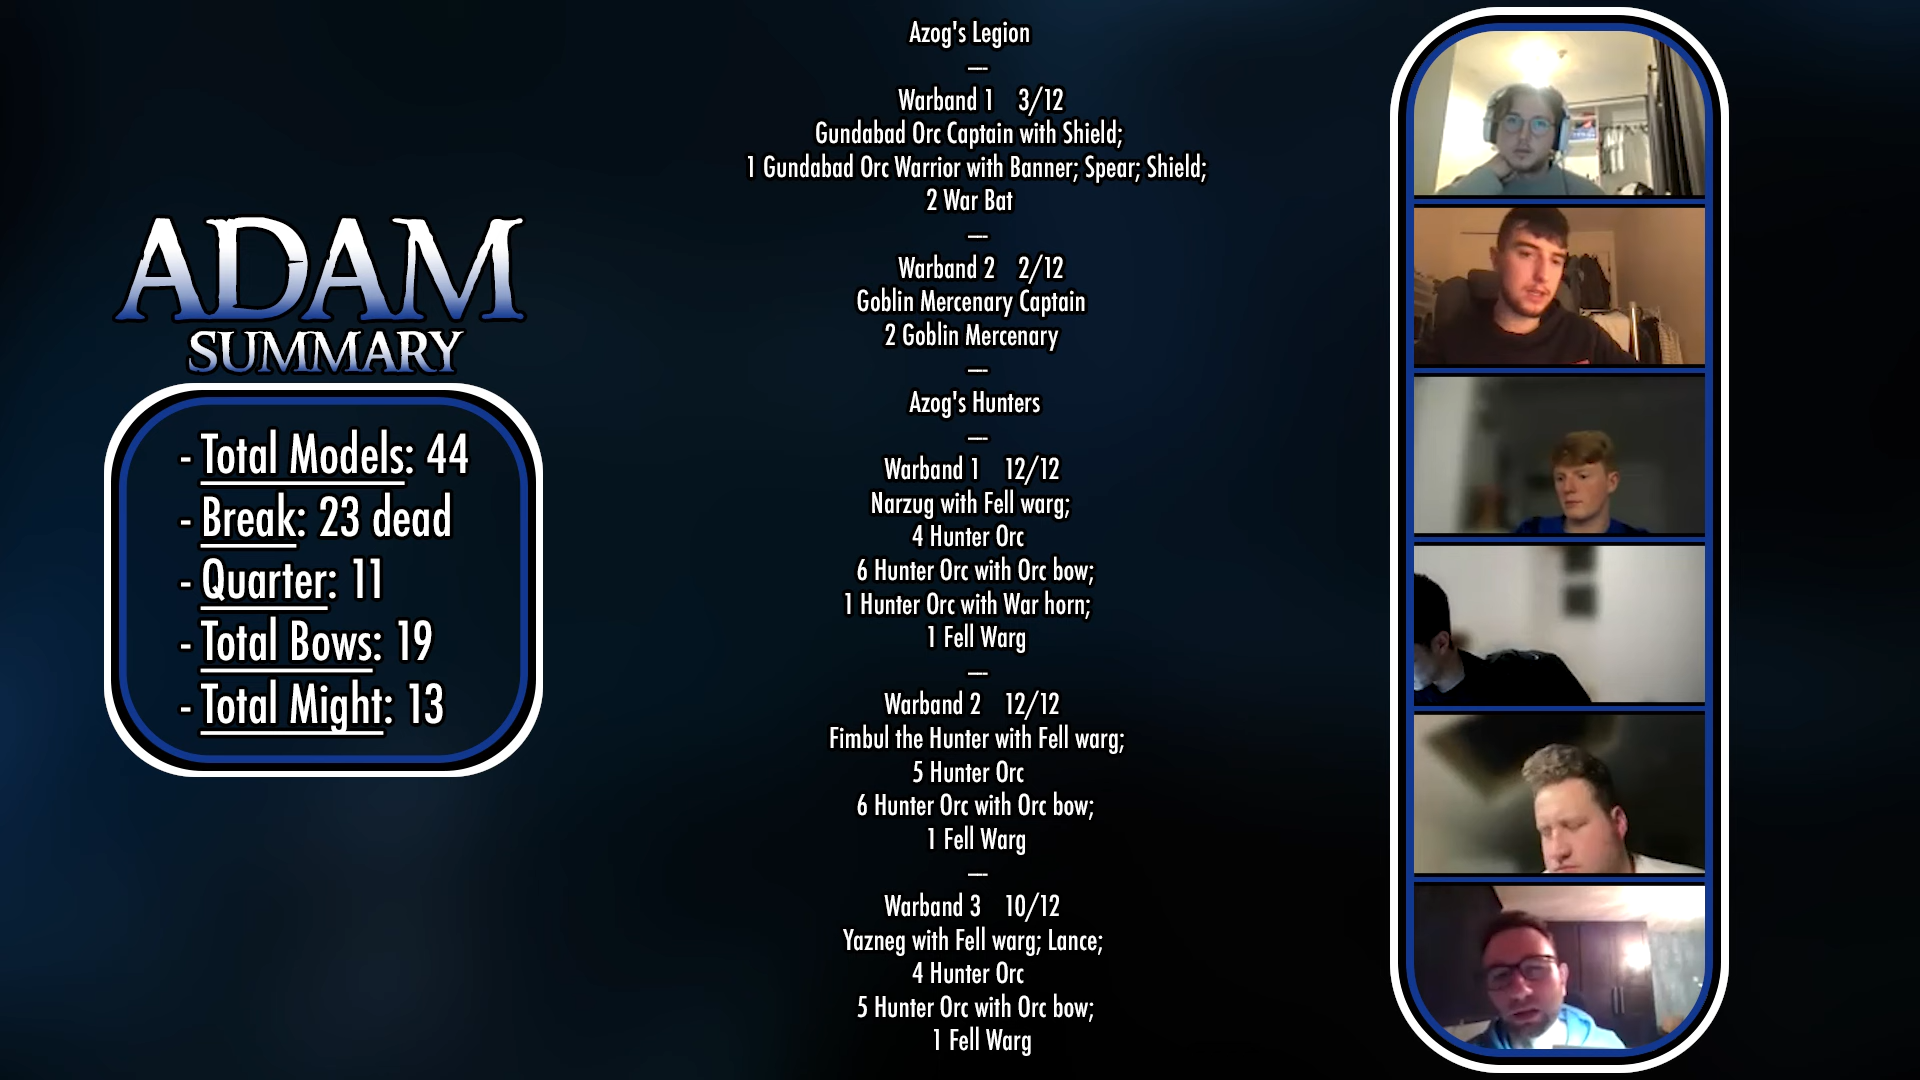 ADAM
SUMMARY
- Total Models: 44
- Break: 23 dead
- Quarter: 11
- Total Bows: 19
- Total Might: 13
Azog's Legion
---
Warband 1 3/12
Gundabad Orc Captain with Shield;
1 Gundabad Orc Warrior with Banner; Spear; Shield;
2 War Bat
---
Warband 2 2/12
Goblin Mercenary Captain
2 Goblin Mercenary
---
Azog's Hunters
---
Warband 1 12/12
Narzug with Fell warg;
4 Hunter Orc
6 Hunter Orc with Orc bow;
1 Hunter Orc with War horn;
1 Fell Warg
---
Warband 2 12/12
Fimbul the Hunter with Fell warg;
5 Hunter Orc
6 Hunter Orc with Orc bow;
1 Fell Warg
---
Warband 3 10/12
Yazneg with Fell warg; Lance;
4 Hunter Orc
5 Hunter Orc with Orc bow;
1 Fell Warg